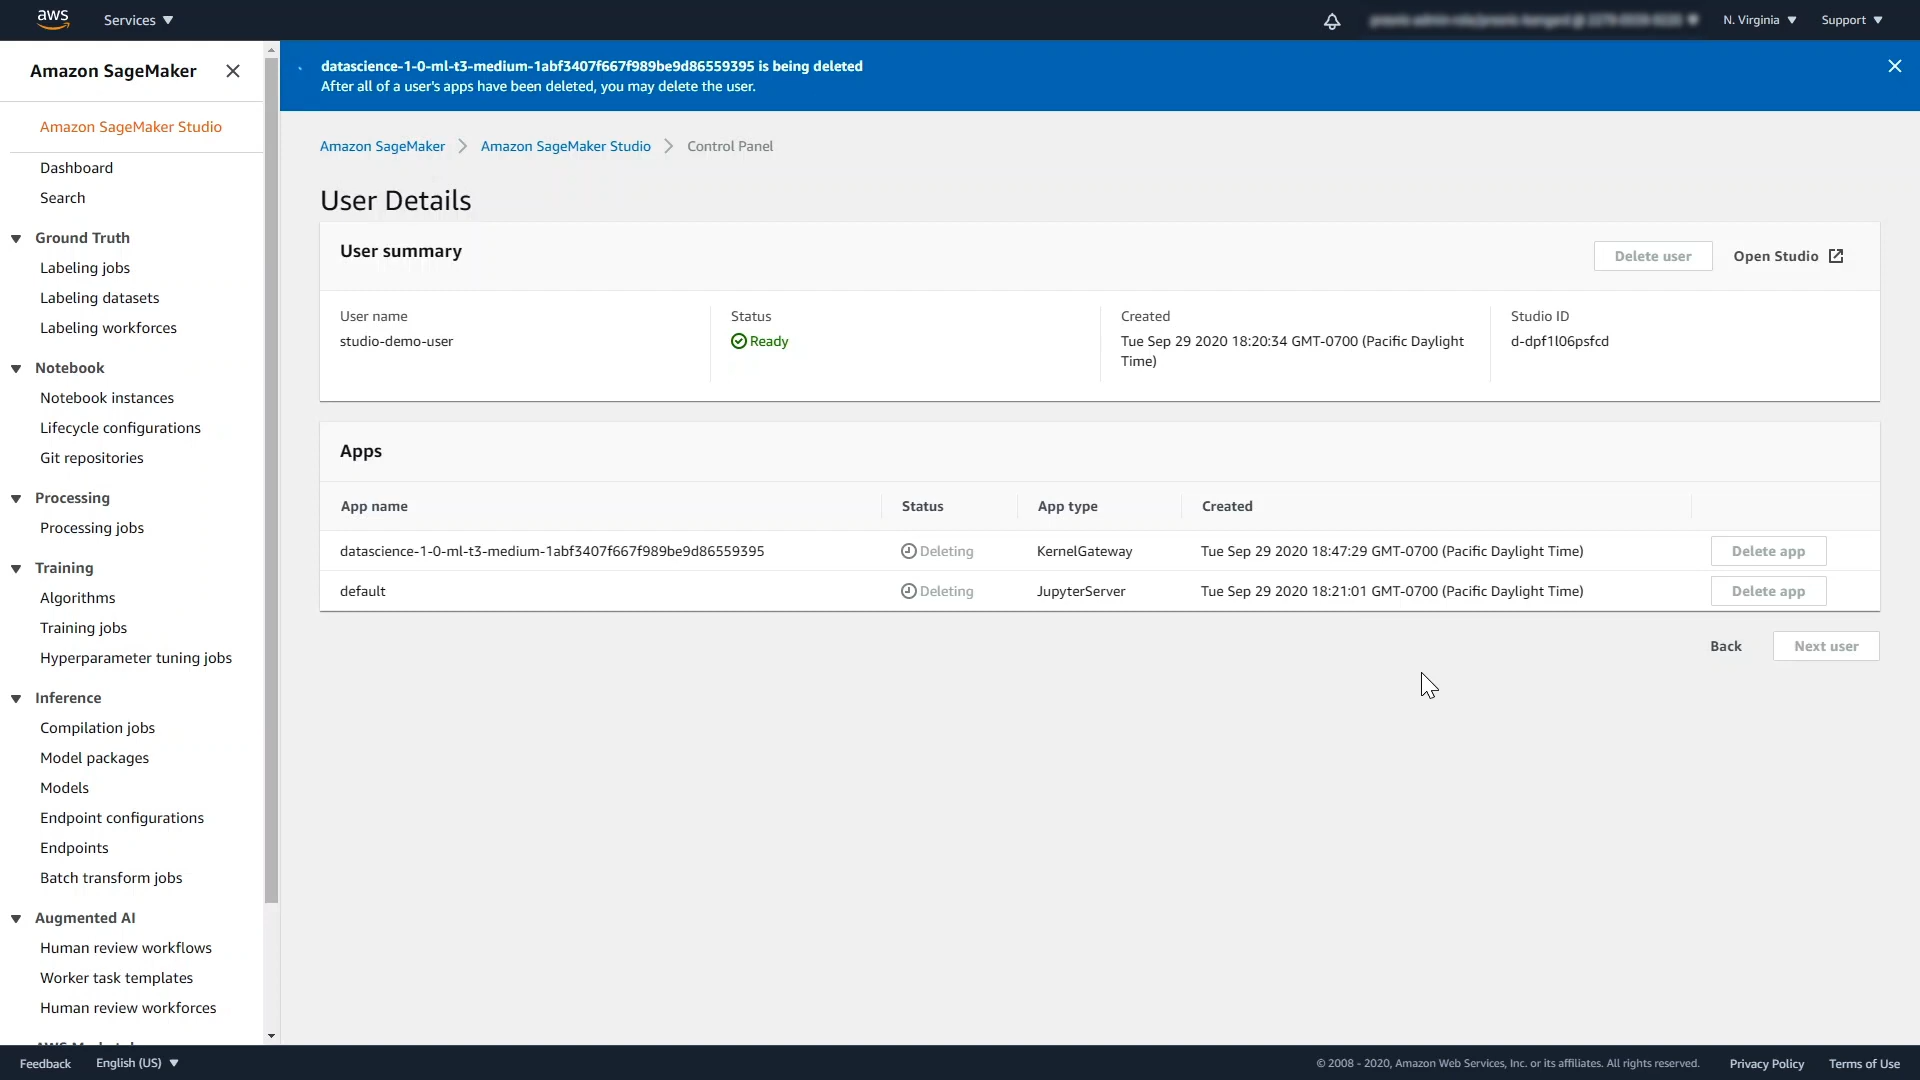 aws
Services
N. Virginia
Support
Amazon SageMaker
Amazon SageMaker Studio
Dashboard
Search
Ground Truth
Labeling jobs
Labeling datasets
Labeling workforces
Notebook
Notebook instances
Lifecycle configurations
Git repositories
Processing
Processing jobs
Training
Algorithms
Training jobs
Hyperparameter tuning jobs
Inference
Compilation jobs
Model packages
Models
Endpoint configurations
Endpoints
Batch transform jobs
Augmented AI
Human review workflows
Worker task templates
Human review workforces
datascience-1-0-ml-t3-medium-1abf3407f667f989be9d86559395 is being deleted
After all of a user's apps have been deleted, you may delete the user.
Amazon SageMaker > Amazon SageMaker Studio > Control Panel
User Details
User summary
Delete user
Open Studio
User name
studio-demo-user
Status
Ready
Created
Tue Sep 29 2020 18:20:34 GMT-0700 (Pacific Daylight
Time)
Studio ID
d-dpf1l06psfcd
Apps
App name Status App type Created
datascience-1-0-ml-t3-medium-1abf3407f667f989be9d86559395 Deleting KernelGateway Tue Sep 29 2020 18:47:29 GMT-0700 (Pacific Daylight Time) Delete app
default Deleting JupyterServer Tue Sep 29 2020 18:21:01 GMT-0700 (Pacific Daylight Time) Delete app
Back
Next user
Feedback
English (US)
© 2008 - 2020, Amazon Web Services, Inc. or its affiliates. All rights reserved.
Privacy Policy
Terms of Use